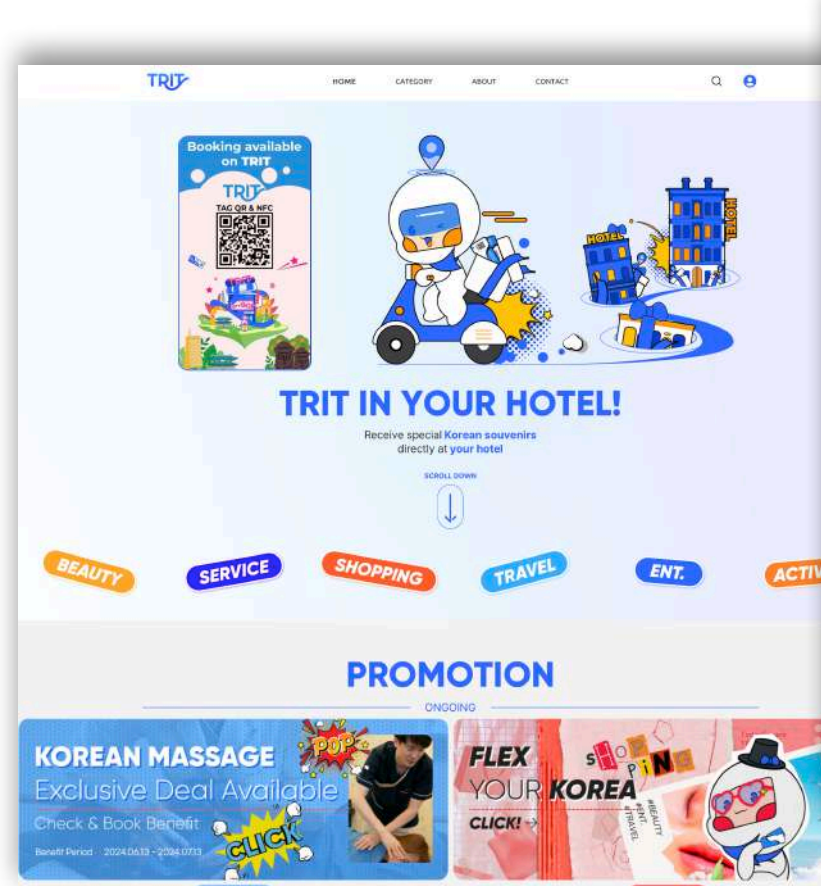 TRIT
HOME CATEGORY ABOUT CONTACT
Booking available
on TRIT
TRIT
TAG QR & NFC
HOTEL
HOTEL
TRIT IN YOUR HOTEL!
Receive special Korean souvenirs
directly at your hotel
SCROLL DOWN
BEAUTY
SERVICE
SHOPPING
TRAVEL
ENT.
ACTIV
PROMOTION
ONGOING
KOREAN MASSAGE
Exclusive Deal Available
Check & Book Benefit
Benefit Period 2024.06.13 - 2024.07.13
POP
CLICK
FLEX
YOUR KOREA
CLICK! →
SHOPPING
#BEAUTY
#ENT.
#TRAVEL